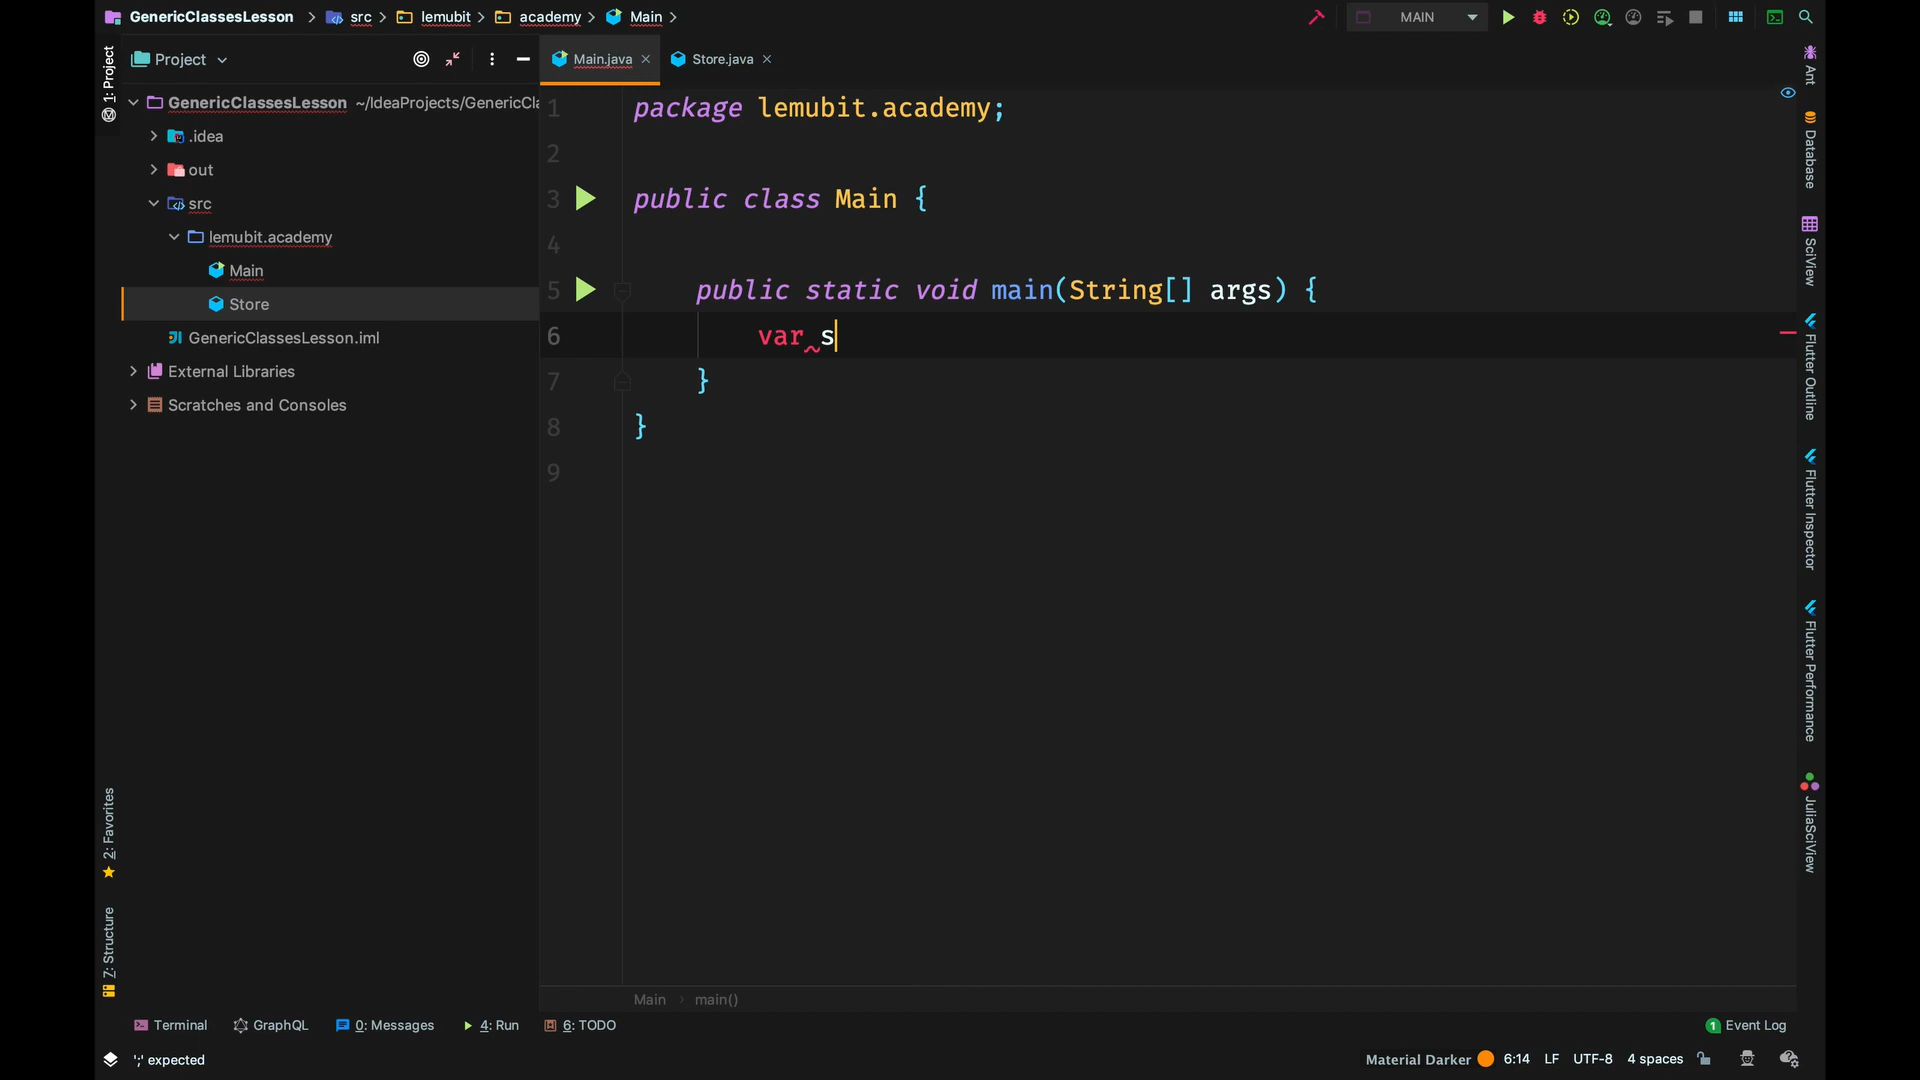 GenericClassesLesson > src > lemubit > academy > Main >
MAIN
1: Project
Project
Main.java
Store.java
GenericClassesLesson ~/IdeaProjects/GenericCla
.idea
out
src
lemubit.academy
Main
Store
GenericClassesLesson.iml
External Libraries
Scratches and Consoles
1 package lemubit.academy;
2
3 public class Main {
4
5 public static void main(String[] args) {
6 var s
7 }
8 }
9
Ant
Database
SciView
Flutter Outline
Flutter Inspector
Flutter Performance
JuliaSciView
2: Favorites
7: Structure
Main > main()
Terminal
GraphQL
0: Messages
4: Run
6: TODO
1 Event Log
';' expected
Material Darker
6:14
LF
UTF-8
4 spaces